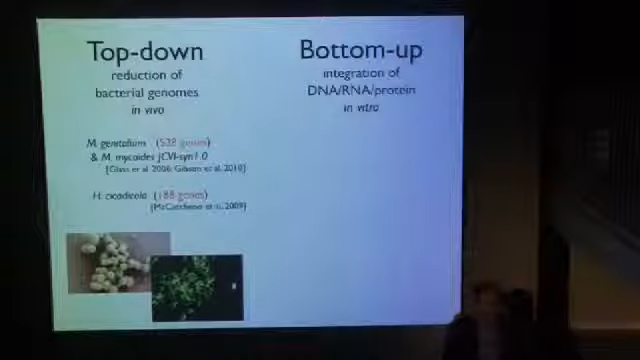 Top-down
reduction of
bacterial genomes
in vivo
M. genitalium (528 genes)
& M. mycoides JCVI-syn1.0
[Glass et al 2006; Gibson et al 2010]
H. cicadicola (188 genes)
[McCutcheon et al. 2009]
Bottom-up
integration of
DNA/RNA/protein
in vitro